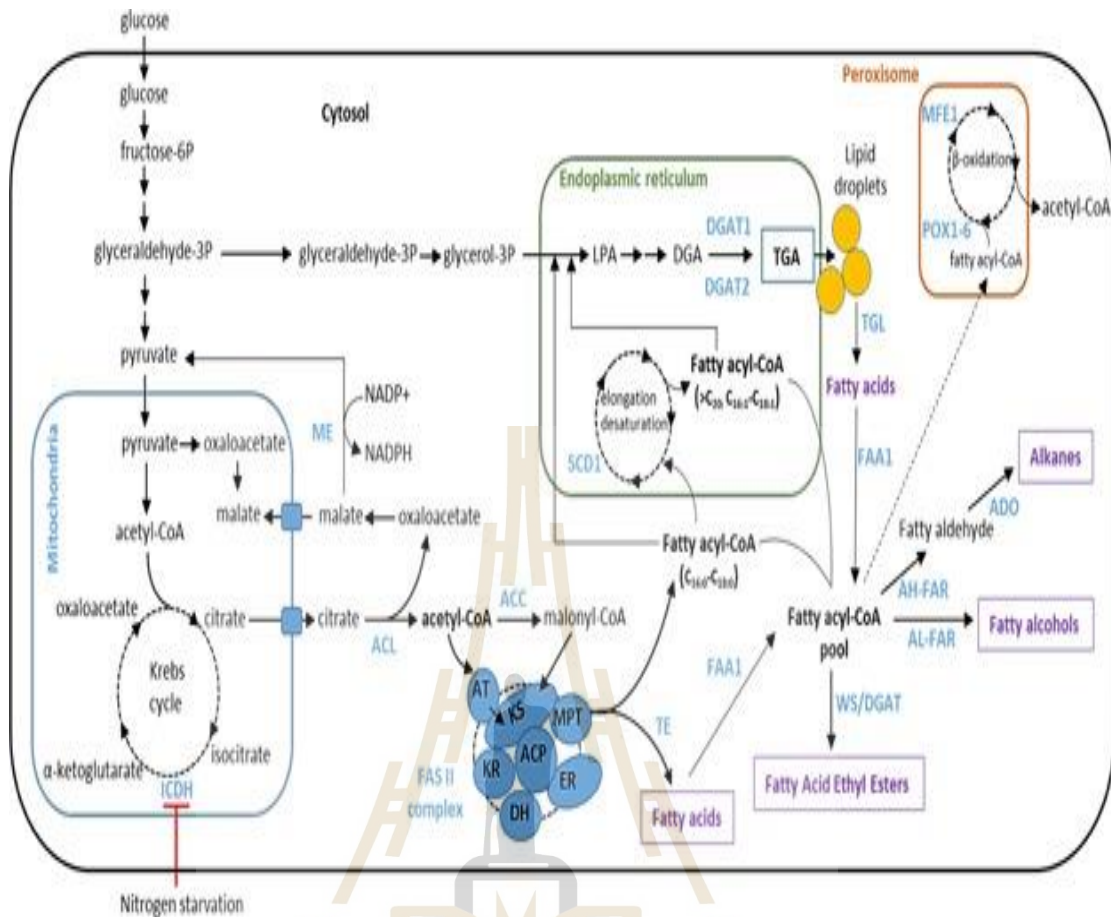 glucose
glucose
Cytosol
fructose-6P
glyceraldehyde-3P
glyceraldehyde-3P
glycerol-3P
pyruvate
NADP+
NADPH
ME
Mitochondria
pyruvate
oxaloacetate
malate
malate
oxaloacetate
acetyl-CoA
oxaloacetate
citrate
citrate
ACL
acetyl-CoA
ACC
malonyl-CoA
Krebs
cycle
isocitrate
α-ketoglutarate
ICDH
Nitrogen starvation
Endoplasmic reticulum
LPA
DGA
DGAT1
DGAT2
TGA
Fatty acyl-CoA
elongation
desaturation
SCD1
Fatty acyl-CoA
Lipid
droplets
TGL
Fatty acids
FAA1
Peroxisome
MFE1
β-oxidation
acetyl-CoA
POX1-6
fatty acyl-CoA
Alkanes
ADO
Fatty aldehyde
AH-FAR
Fatty acyl-CoA
pool
AL-FAR
Fatty alcohols
WS/DGAT
Fatty Acid Ethyl Esters
FAA1
TE
Fatty acids
AT
KS
MPT
ACP
KR
ER
DH
FAS II
complex